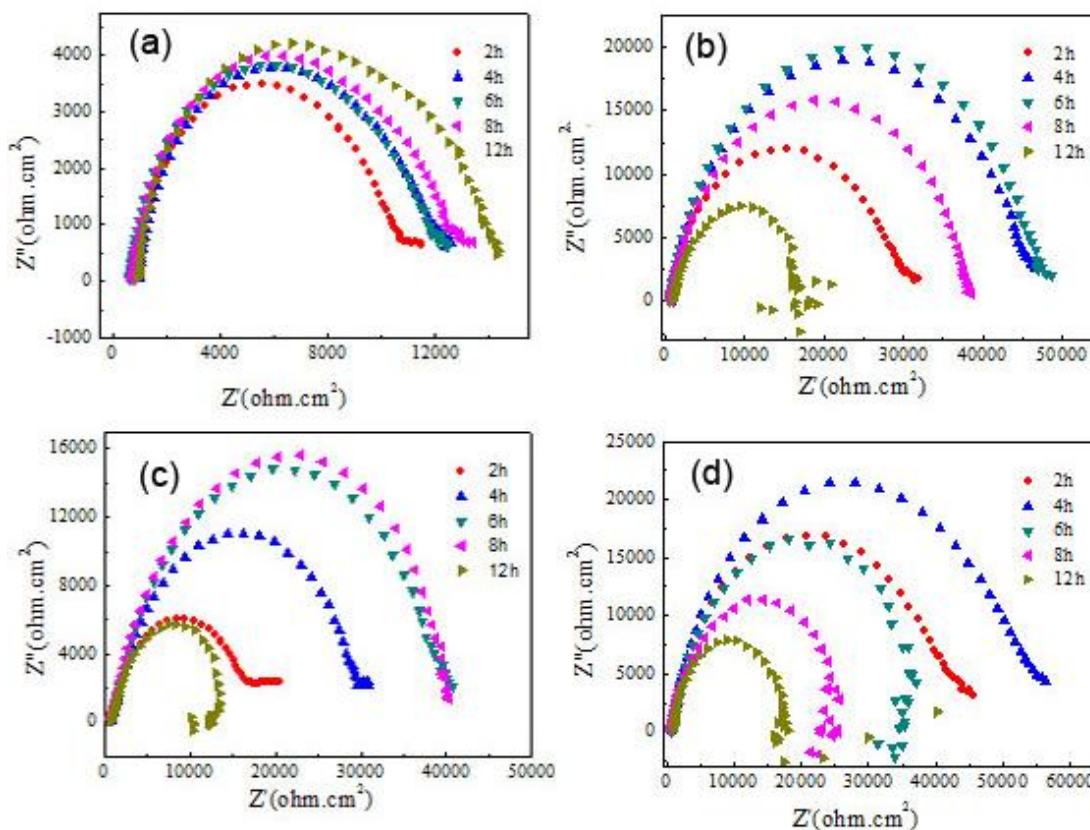 (a)
2h
4h
6h
8h
12h
4000
3000
2000
1000
0
-1000
0
4000
8000
12000
Z"(ohm.cm²)
Z'(ohm.cm²)
(b)
2h
4h
6h
8h
12h
20000
15000
10000
5000
0
0
10000
20000
30000
40000
50000
Z"(ohm.cm²)
Z'(ohm.cm²)
(c)
2h
4h
6h
8h
12h
16000
12000
8000
4000
0
0
10000
20000
30000
40000
50000
Z"(ohm.cm²)
Z'(ohm.cm²)
(d)
2h
4h
6h
8h
12h
25000
20000
15000
10000
5000
0
0
10000
20000
30000
40000
50000
60000
Z"(ohm.cm²)
Z'(ohm.cm²)